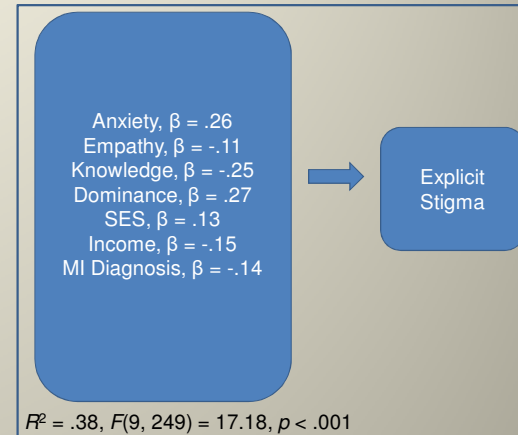 Anxiety, β = .26
Empathy, β = -.11
Knowledge, β = -.25
Dominance, β = .27
SES, β = .13
Income, β = -.15
MI Diagnosis, β = -.14
Explicit
Stigma
R² = .38, F(9, 249) = 17.18, p < .001